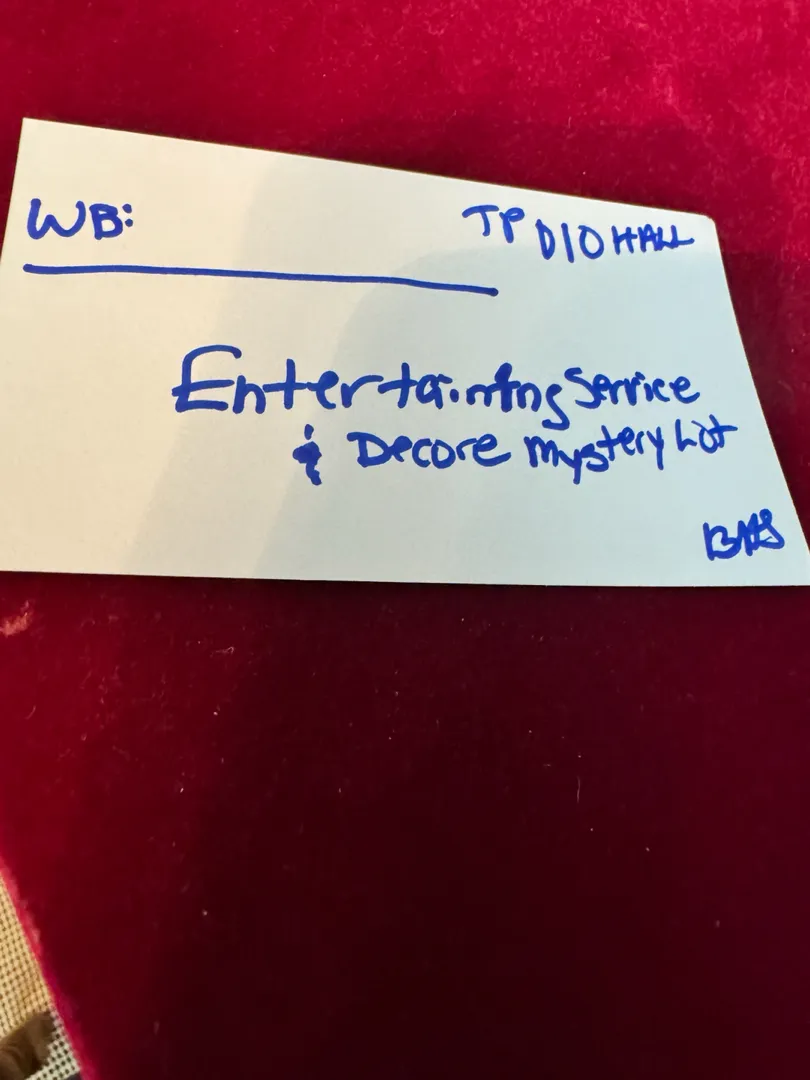 WB: TP D10 HALL
Entertaining Service
& Decore mystery Lot